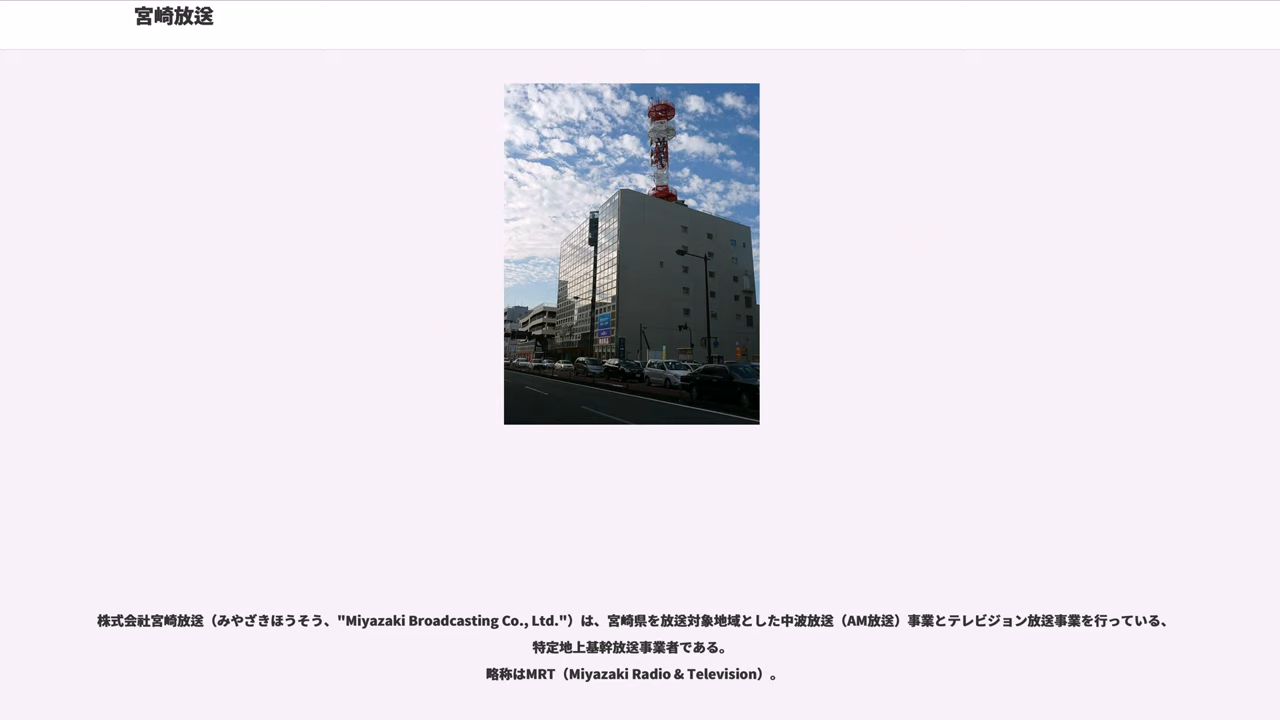 宮崎放送
株式会社宮崎放送（みやざきほうそう、"Miyazaki Broadcasting Co., Ltd."）は、宮崎県を放送対象地域とした中波放送（AM放送）事業とテレビジョン放送事業を行っている、
特定地上基幹放送事業者である。
略称はMRT（Miyazaki Radio & Television）。